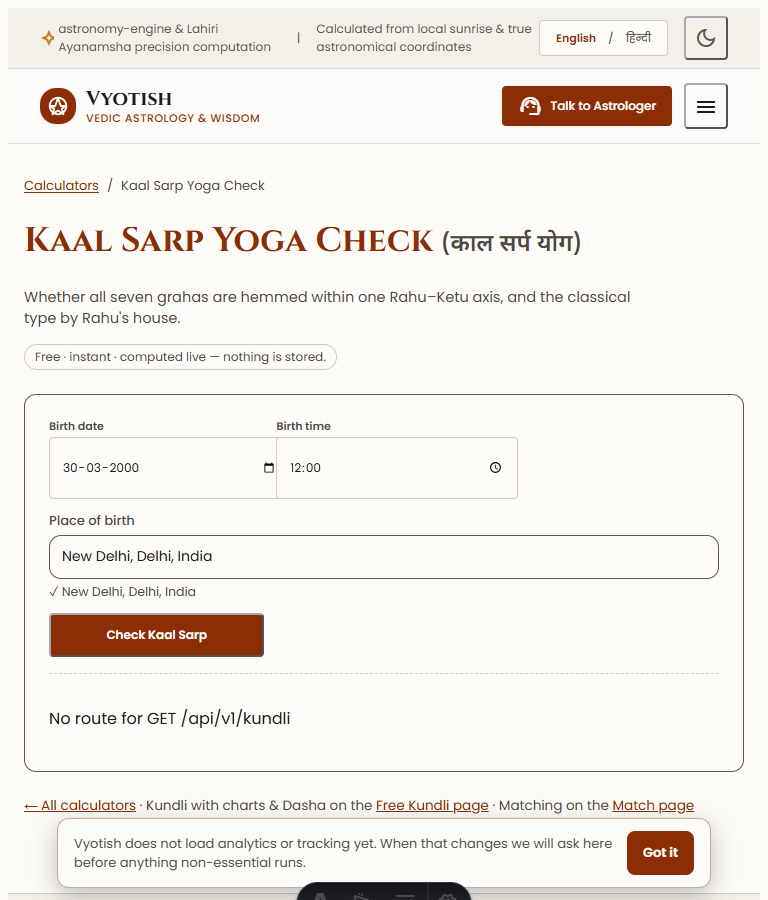 astronomy-engine & Lahiri
Ayanamsha precision computation
|
Calculated from local sunrise & true
astronomical coordinates
English / हिन्दी
Vyotish
VEDIC ASTROLOGY & WISDOM
Talk to Astrologer
Calculators / Kaal Sarp Yoga Check
Kaal Sarp Yoga Check (काल सर्प योग)
Whether all seven grahas are hemmed within one Rahu–Ketu axis, and the classical
type by Rahu's house.
Free · instant · computed live — nothing is stored.
Birth date
Birth time
30-03-2000
12:00
Place of birth
New Delhi, Delhi, India
✓ New Delhi, Delhi, India
Check Kaal Sarp
No route for GET /api/v1/kundli
← All calculators · Kundli with charts & Dasha on the Free Kundli page · Matching on the Match page
Vyotish does not load analytics or tracking yet. When that changes we will ask here
before anything non-essential runs.
Got it